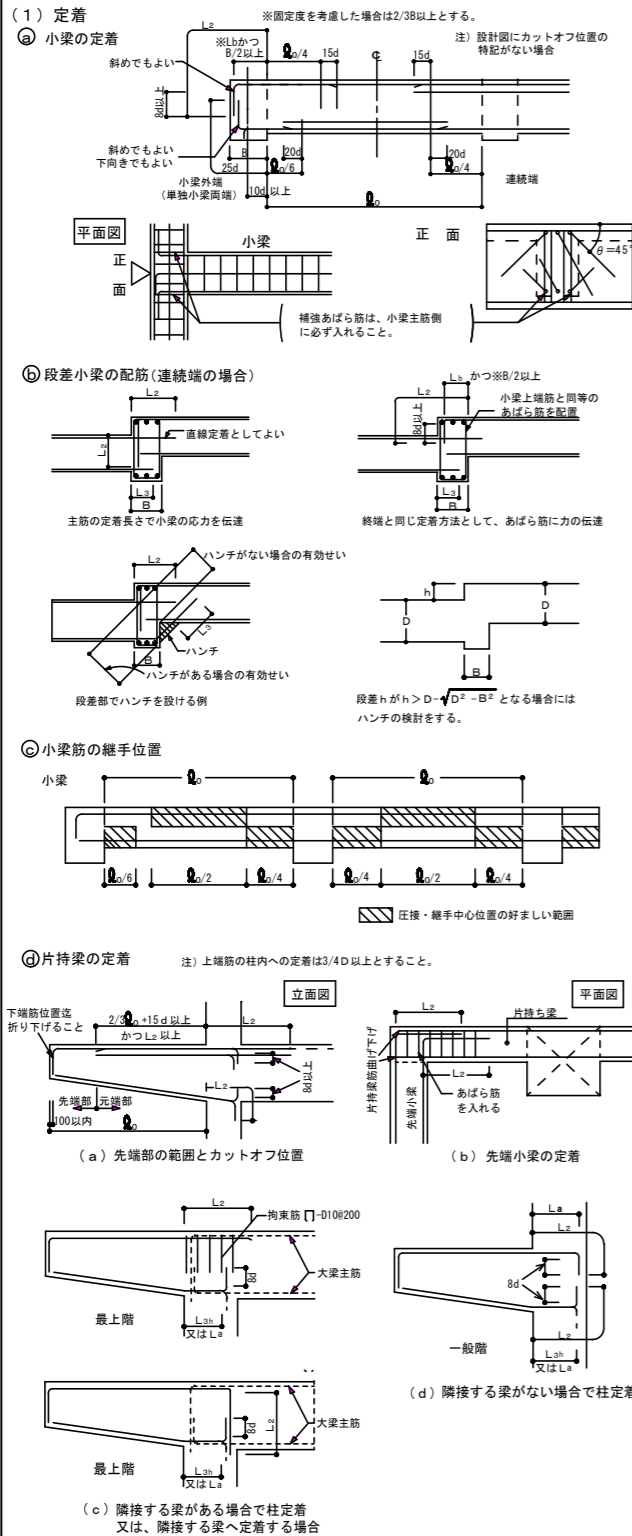 (1) 定着
※固定度を考慮した場合は2/3B以上とする。
ⓐ 小梁の定着
注) 設計図にカットオフ位置の
特記がない場合
L2
※Lbかつ
B/2以上
ℓo/4
15d
℄
15d
斜めでもよい
8d以上
斜めでもよい
下向きでもよい
B
20d
20d
25d
ℓo/6
ℓo/4
小梁外端
(単独小梁両端)
10d 以上
連続端
ℓo
平面図
小梁
正面
正 面
θ=45°
補強あばら筋は、小梁主筋側
に必ず入れること。
ⓑ 段差小梁の配筋(連続端の場合)
L2
直線定着としてよい
L2
L3
B
主筋の定着長さで小梁の応力を伝達
Lb かつ※B/2以上
L2
小梁上端筋と同等の
あばら筋を配置
8d以上
L3
B
終端と同じ定着方法として、あばら筋に力の伝達
L2
ハンチがない場合の有効せい
L3
B
ハンチ
ハンチがある場合の有効せい
段差部でハンチを設ける例
h
D
D
B
段差hがh>D-√D²-B² となる場合には
ハンチの検討をする。
ⓒ 小梁筋の継手位置
小梁
ℓo
ℓo
ℓo/6
ℓo/2
ℓo/4
ℓo/4
ℓo/2
ℓo/4
圧接・継手中心位置の好ましい範囲
ⓓ 片持梁の定着
注) 上端筋の柱内への定着は3/4D以上とすること。
立面図
下端筋位置迄
折り下げること
2/3ℓo+15d以上
かつL2 以上
L2
8d以上
L2
先端部
元端部
100以内
ℓo
(a) 先端部の範囲とカットオフ位置
平面図
L2
片持ち梁
片持梁筋曲げ下げ
先端小梁
L2
あばら筋
を入れる
(b) 先端小梁の定着
L2
拘束筋 ∏-D10@200
8d
大梁主筋
最上階
L3h
又はLa
La
L2
8d
一般階
L2
L3h
又はLa
(d) 隣接する梁がない場合で柱定着
8d
L2
大梁主筋
最上階
L3h
又はLa
(c) 隣接する梁がある場合で柱定着
又は、隣接する梁へ定着する場合